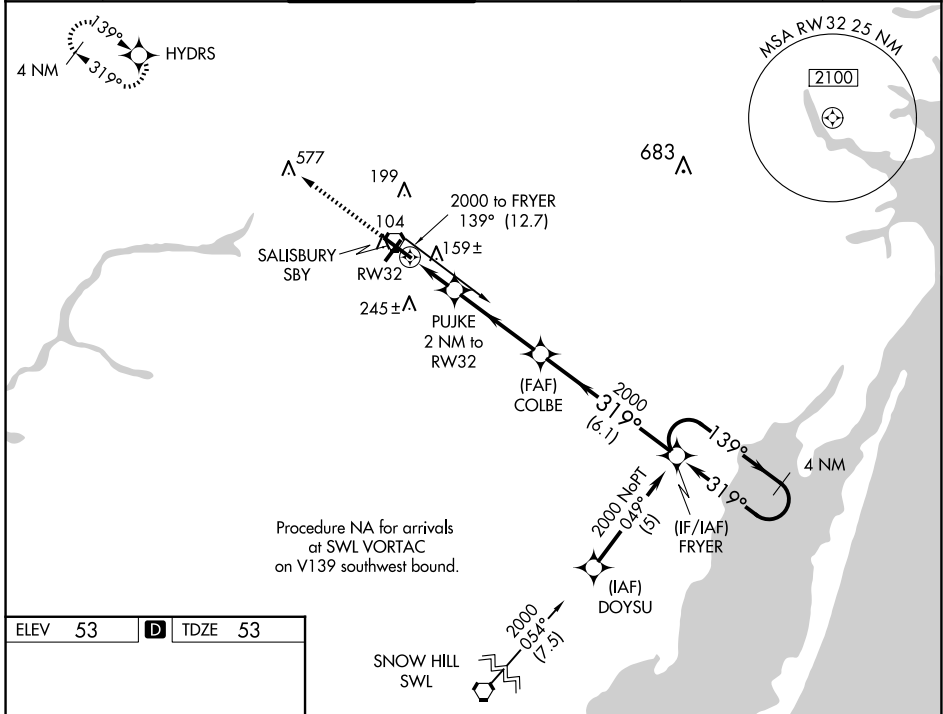 139°
HYDRS
4 NM
319°
MSA RW 32 25 NM
2100
577
199
683
2000 to FRYER
139° (12.7)
104
159±
SALISBURY
SBY
RW32
245±
PUJKE
2 NM to
RW32
(FAF)
COLBE
2000
319°
(6.1)
139°
4 NM
319°
2000 NoPT
049°
(5)
(IF/IAF)
FRYER
Procedure NA for arrivals
at SWL VORTAC
on V139 southwest bound.
(IAF)
DOYSU
2000
054°
(7.5)
ELEV 53 D TDZE 53
SNOW HILL
SWL